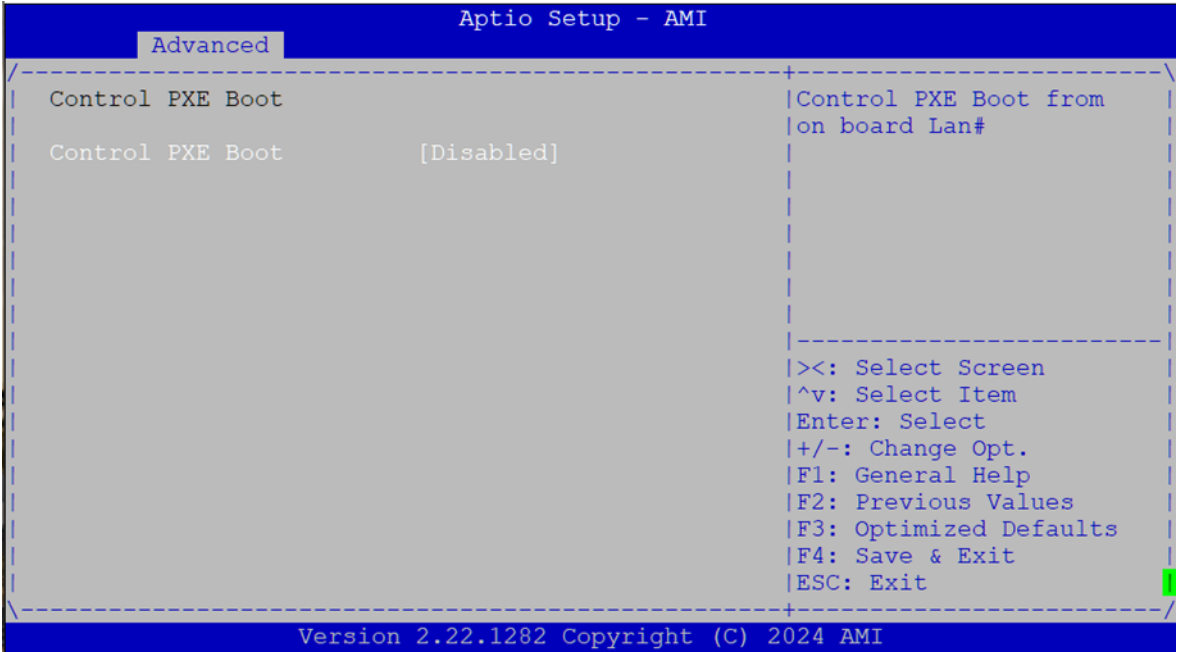 Aptio Setup - AMI
Advanced
Control PXE Boot
Control PXE Boot [Disabled]
Control PXE Boot from
on board Lan#
><: Select Screen
^v: Select Item
Enter: Select
+/-: Change Opt.
F1: General Help
F2: Previous Values
F3: Optimized Defaults
F4: Save & Exit
ESC: Exit
Version 2.22.1282 Copyright (C) 2024 AMI